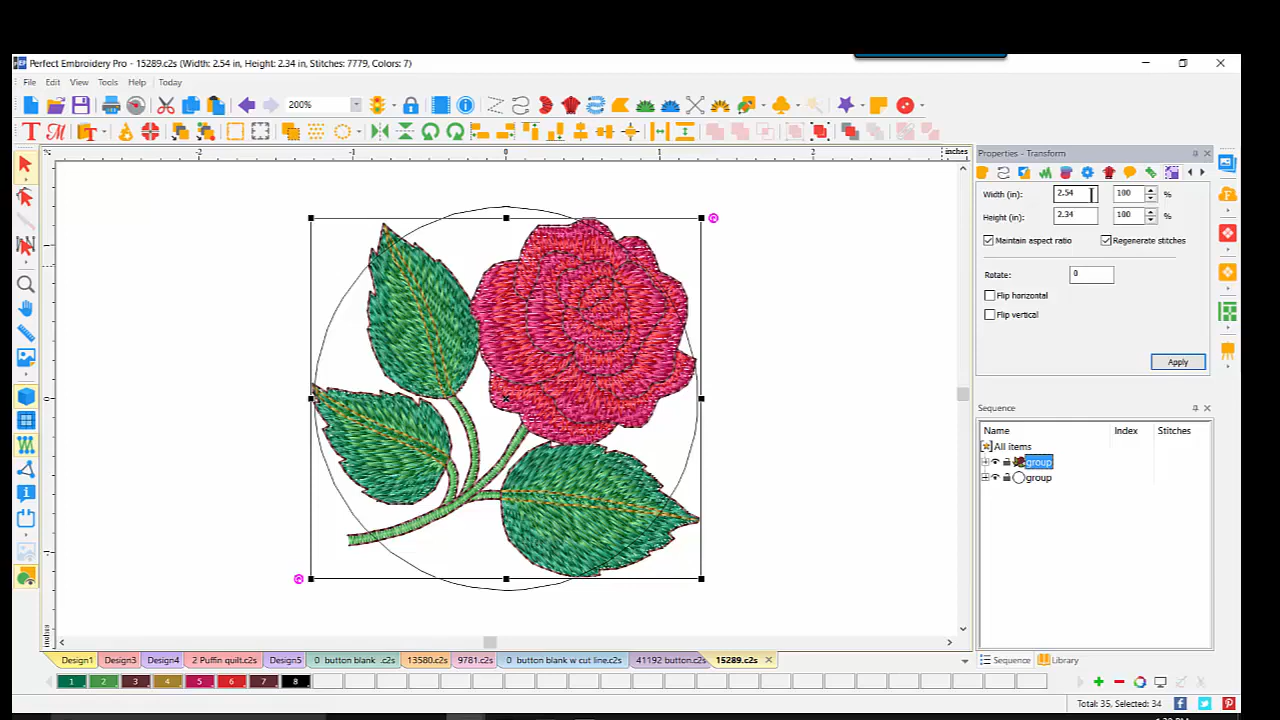 Perfect Embroidery Pro - 15289.c2s (Width: 2.54 in, Height: 2.34 in, Stitches: 7779, Colors: 7)
File Edit View Tools Help Today
200%
-2 -1 0 1 2 inches
Properties - Transform
Width (in): 2.54 100 %
Height (in): 2.34 100 %
Maintain aspect ratio Regenerate stitches
Rotate: 0
Flip horizontal
Flip vertical
Apply
Sequence
Name Index Stitches
All items
group
group
inches
Sequence Library
Design1 Design3 Design4 2 Puffin quilt.c2s Design5 0 button blank .c2s 13580.c2s 9781.c2s 0 button blank w cut line.c2s 41192 button.c2s 15289.c2s
1 2 3 4 5 6 7 8
Total: 35, Selected: 34